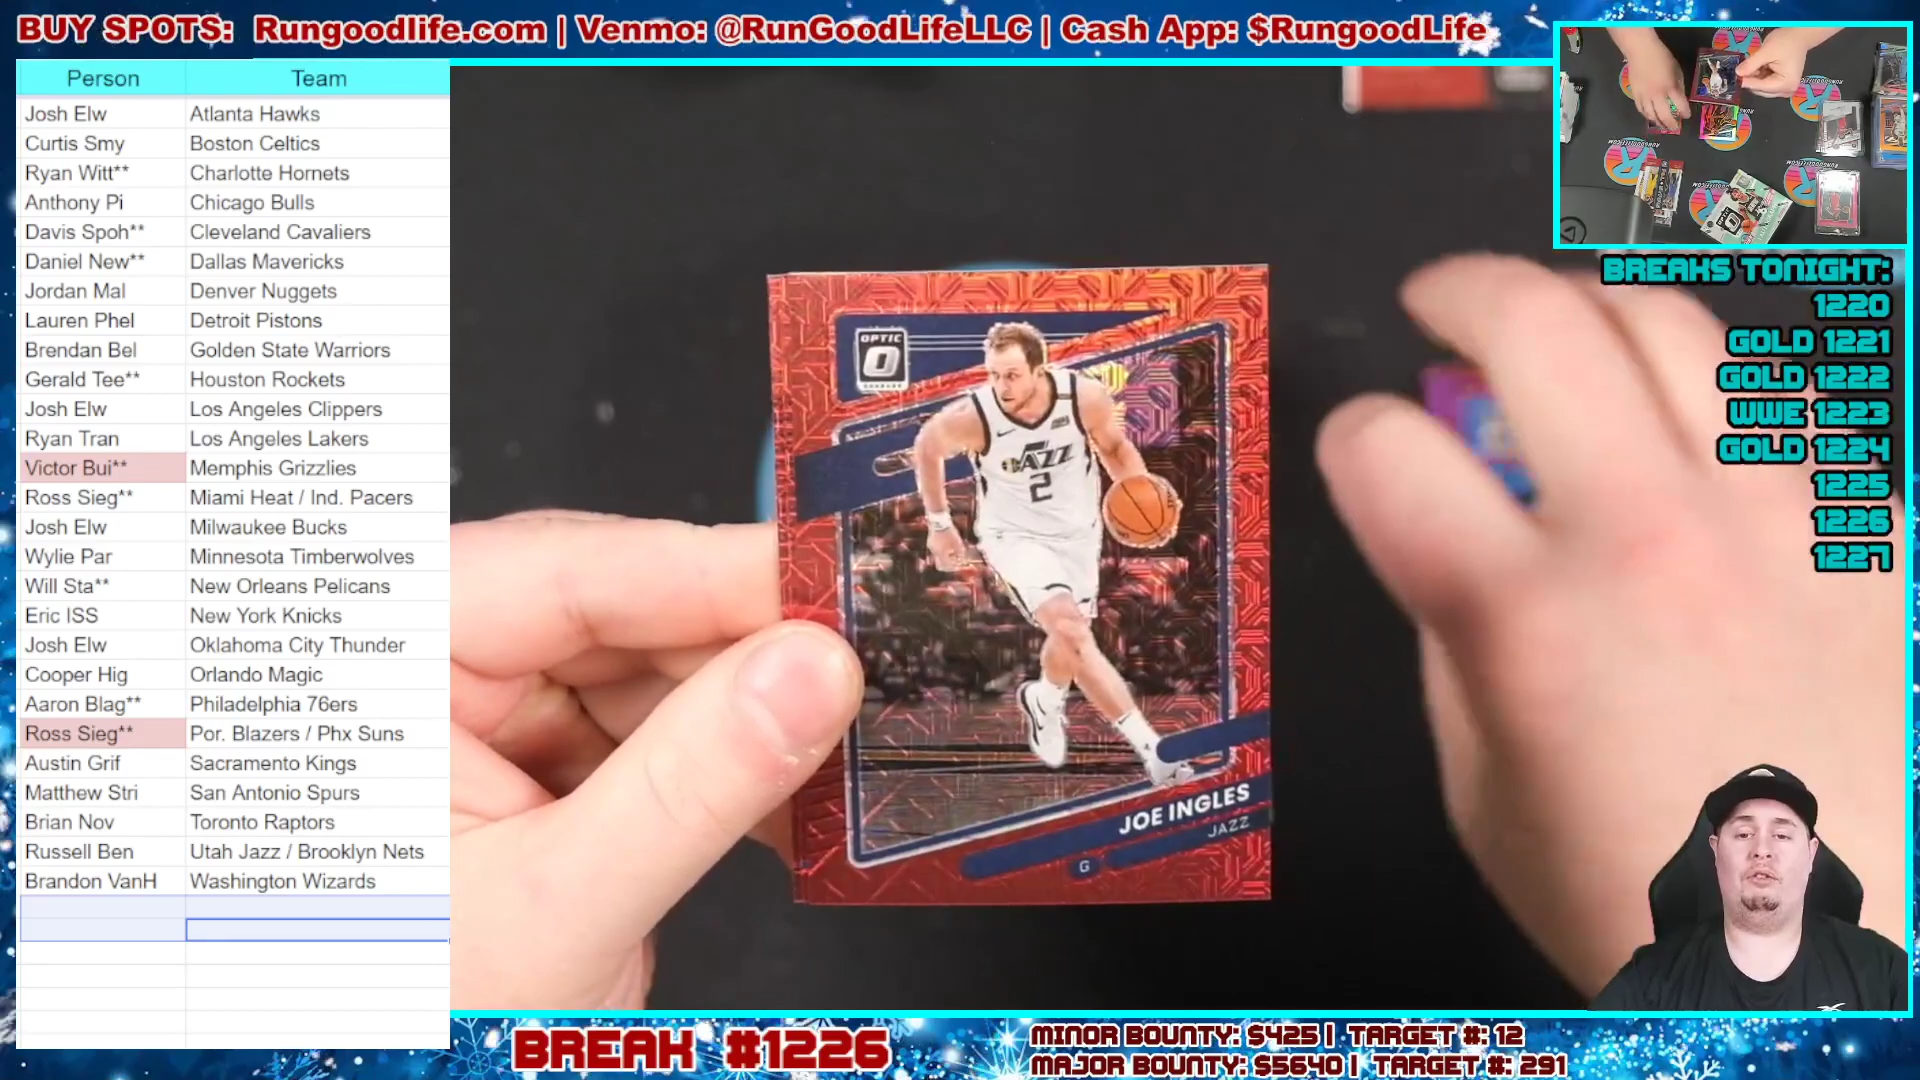 BUY SPOTS: Rungoodlife.com | Venmo: @RunGoodLifeLLC | Cash App: $RungoodLife
Person Team
Josh Elw Atlanta Hawks
Curtis Smy Boston Celtics
Ryan Witt** Charlotte Hornets
Anthony Pi Chicago Bulls
Davis Spoh** Cleveland Cavaliers
Daniel New** Dallas Mavericks
Jordan Mal Denver Nuggets
Lauren Phel Detroit Pistons
Brendan Bel Golden State Warriors
Gerald Tee** Houston Rockets
Josh Elw Los Angeles Clippers
Ryan Tran Los Angeles Lakers
Victor Bui** Memphis Grizzlies
Ross Sieg** Miami Heat / Ind. Pacers
Josh Elw Milwaukee Bucks
Wylie Par Minnesota Timberwolves
Will Sta** New Orleans Pelicans
Eric ISS New York Knicks
Josh Elw Oklahoma City Thunder
Cooper Hig Orlando Magic
Aaron Blag** Philadelphia 76ers
Ross Sieg** Por. Blazers / Phx Suns
Austin Grif Sacramento Kings
Matthew Stri San Antonio Spurs
Brian Nov Toronto Raptors
Russell Ben Utah Jazz / Brooklyn Nets
Brandon VanH Washington Wizards
OPTIC
O
JAZZ
2
JOE INGLES
JAZZ
G
BREAKS TONIGHT:
1220
GOLD 1221
GOLD 1222
WWE 1223
GOLD 1224
1225
1226
1227
BREAK #1226
MINOR BOUNTY: $425 | TARGET #: 12
MAJOR BOUNTY: $5640 | TARGET #: 291